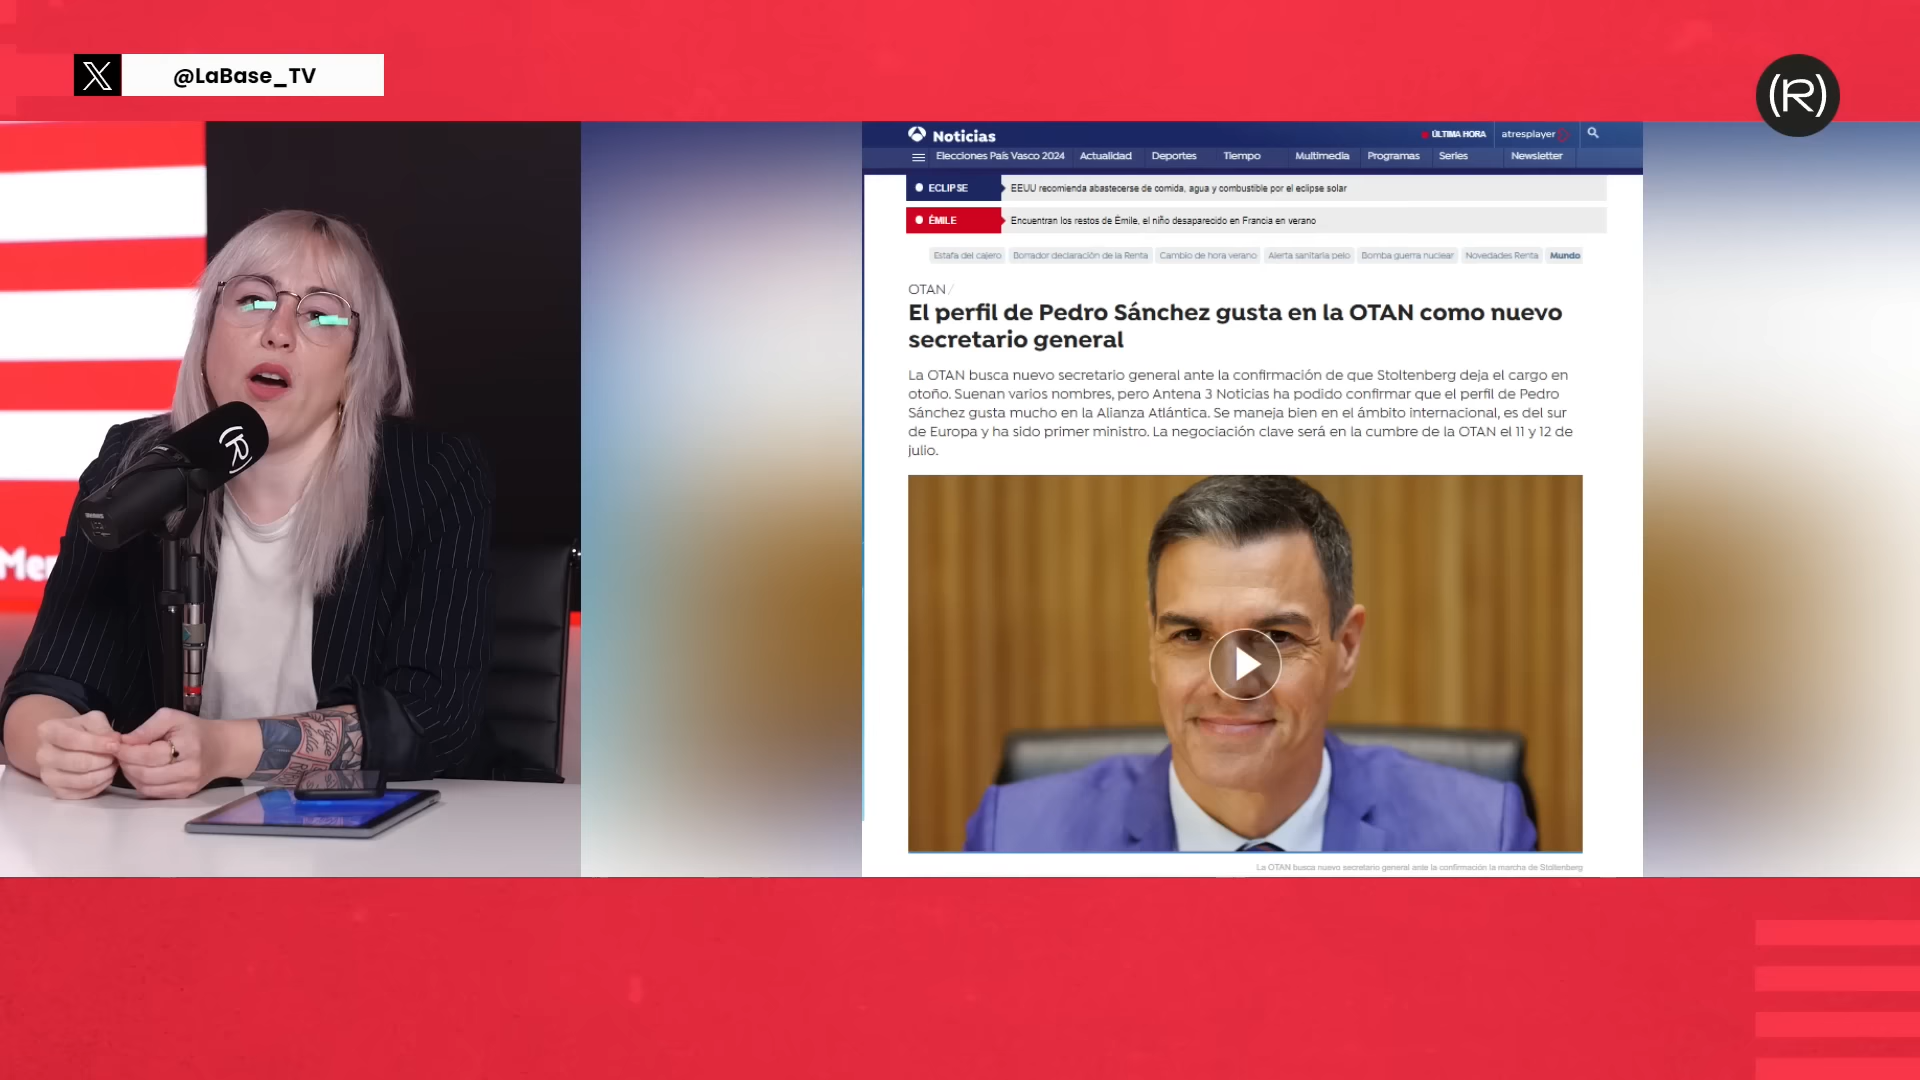 @LaBase_TV
(R)
Noticias
ÚLTIMA HORA
atresplayer
Elecciones País Vasco 2024 Actualidad Deportes Tiempo Multimedia Programas Series Newsletter
ECLIPSE EEUU recomienda abastecerse de comida, agua y combustible por el eclipse solar
ÉMILE Encuentran los restos de Émile, el niño desaparecido en Francia en verano
Estafa del cajero Borrador declaración de la Renta Cambio de hora verano Alerta sanitaria pelo Bomba guerra nuclear Novedades Renta Mundo
OTAN /
El perfil de Pedro Sánchez gusta en la OTAN como nuevo
secretario general
La OTAN busca nuevo secretario general ante la confirmación de que Stoltenberg deja el cargo en
otoño. Suenan varios nombres, pero Antena 3 Noticias ha podido confirmar que el perfil de Pedro
Sánchez gusta mucho en la Alianza Atlántica. Se maneja bien en el ámbito internacional, es del sur
de Europa y ha sido primer ministro. La negociación clave será en la cumbre de la OTAN el 11 y 12 de
julio.
La OTAN busca nuevo secretario general ante la confirmación la marcha de Stoltenberg
(R)
Mer